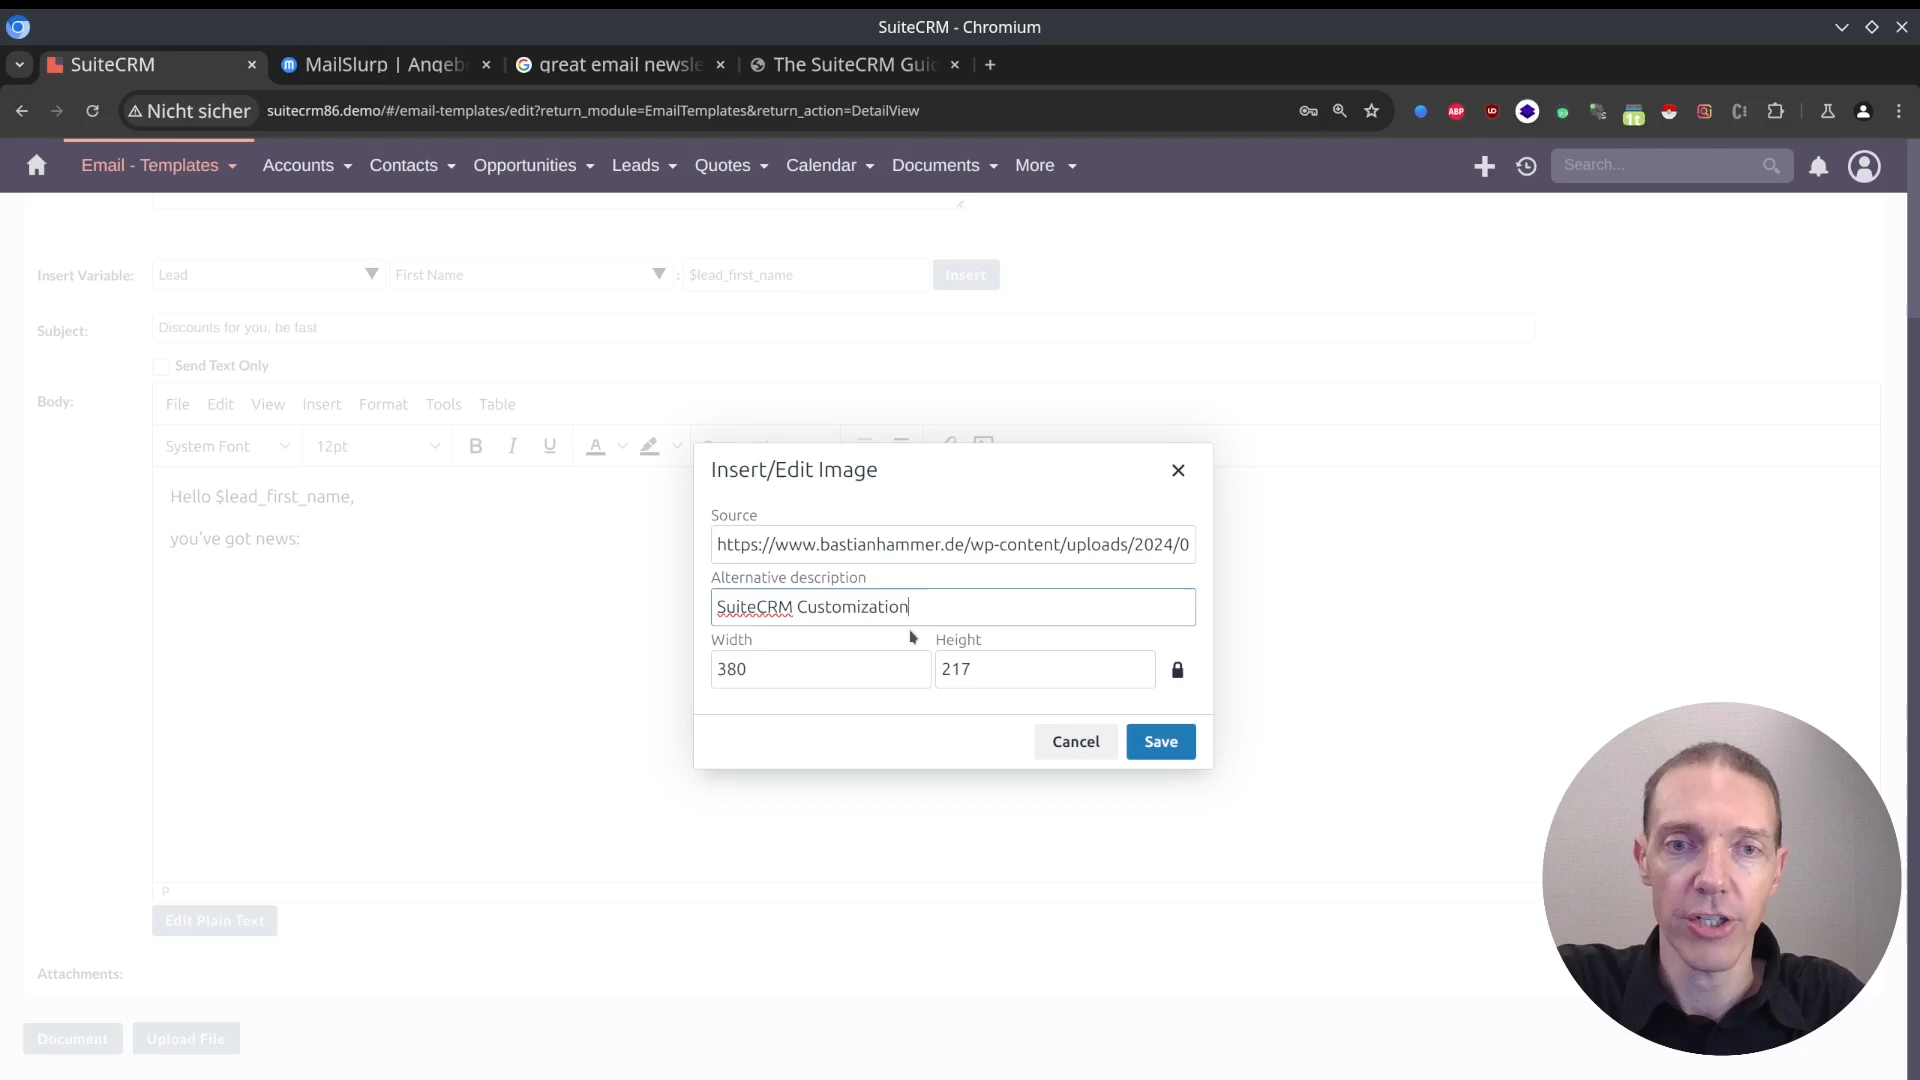 SuiteCRM - Chromium
SuiteCRM
MailSlurp | Angeb
great email newsle
The SuiteCRM Gui
Nicht sicher
suitecrm86.demo/#/email-templates/edit?return_module=EmailTemplates&return_action=DetailView
ABP
1t
Email - Templates
Accounts
Contacts
Opportunities
Leads
Quotes
Calendar
Documents
More
Search...
Insert Variable:
Lead
First Name
:
$lead_first_name
Insert
Subject:
Discounts for you, be fast
Send Text Only
Body:
File Edit View Insert Format Tools Table
System Font
12pt
B I U A
Hello $lead_first_name,
you've got news:
P
Edit Plain Text
Attachments:
Document
Upload File
Insert/Edit Image
Source
https://www.bastianhammer.de/wp-content/uploads/2024/0
Alternative description
SuiteCRM Customization
Width
Height
380
217
Cancel
Save